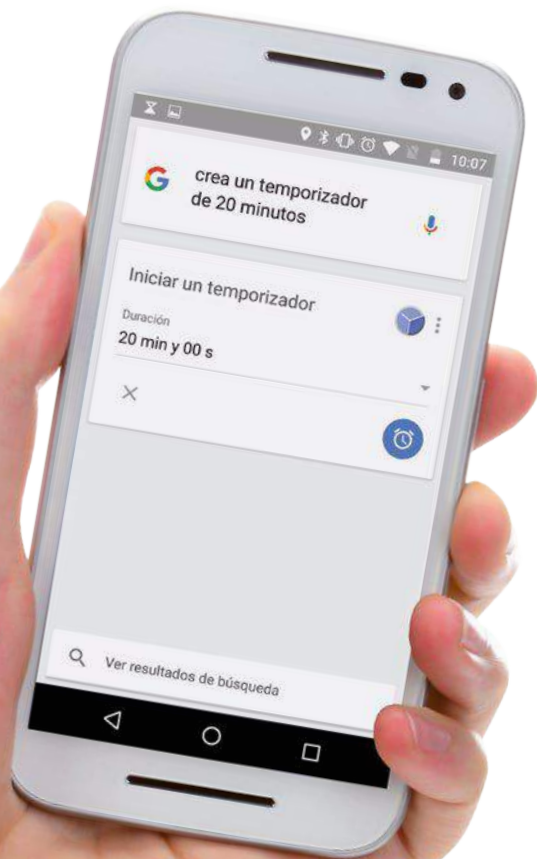 10:07
crea un temporizador
de 20 minutos
Iniciar un temporizador
Duración
20 min y 00 s
Ver resultados de búsqueda